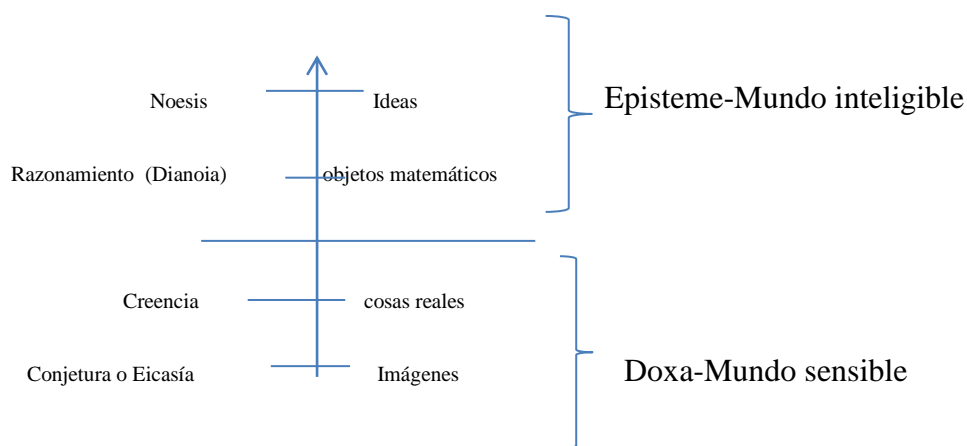 Noesis
Ideas
Episteme-Mundo inteligible
Razonamiento (Dianoia)
objetos matemáticos
Creencia
cosas reales
Conjetura o Eicasía
Imágenes
Doxa-Mundo sensible